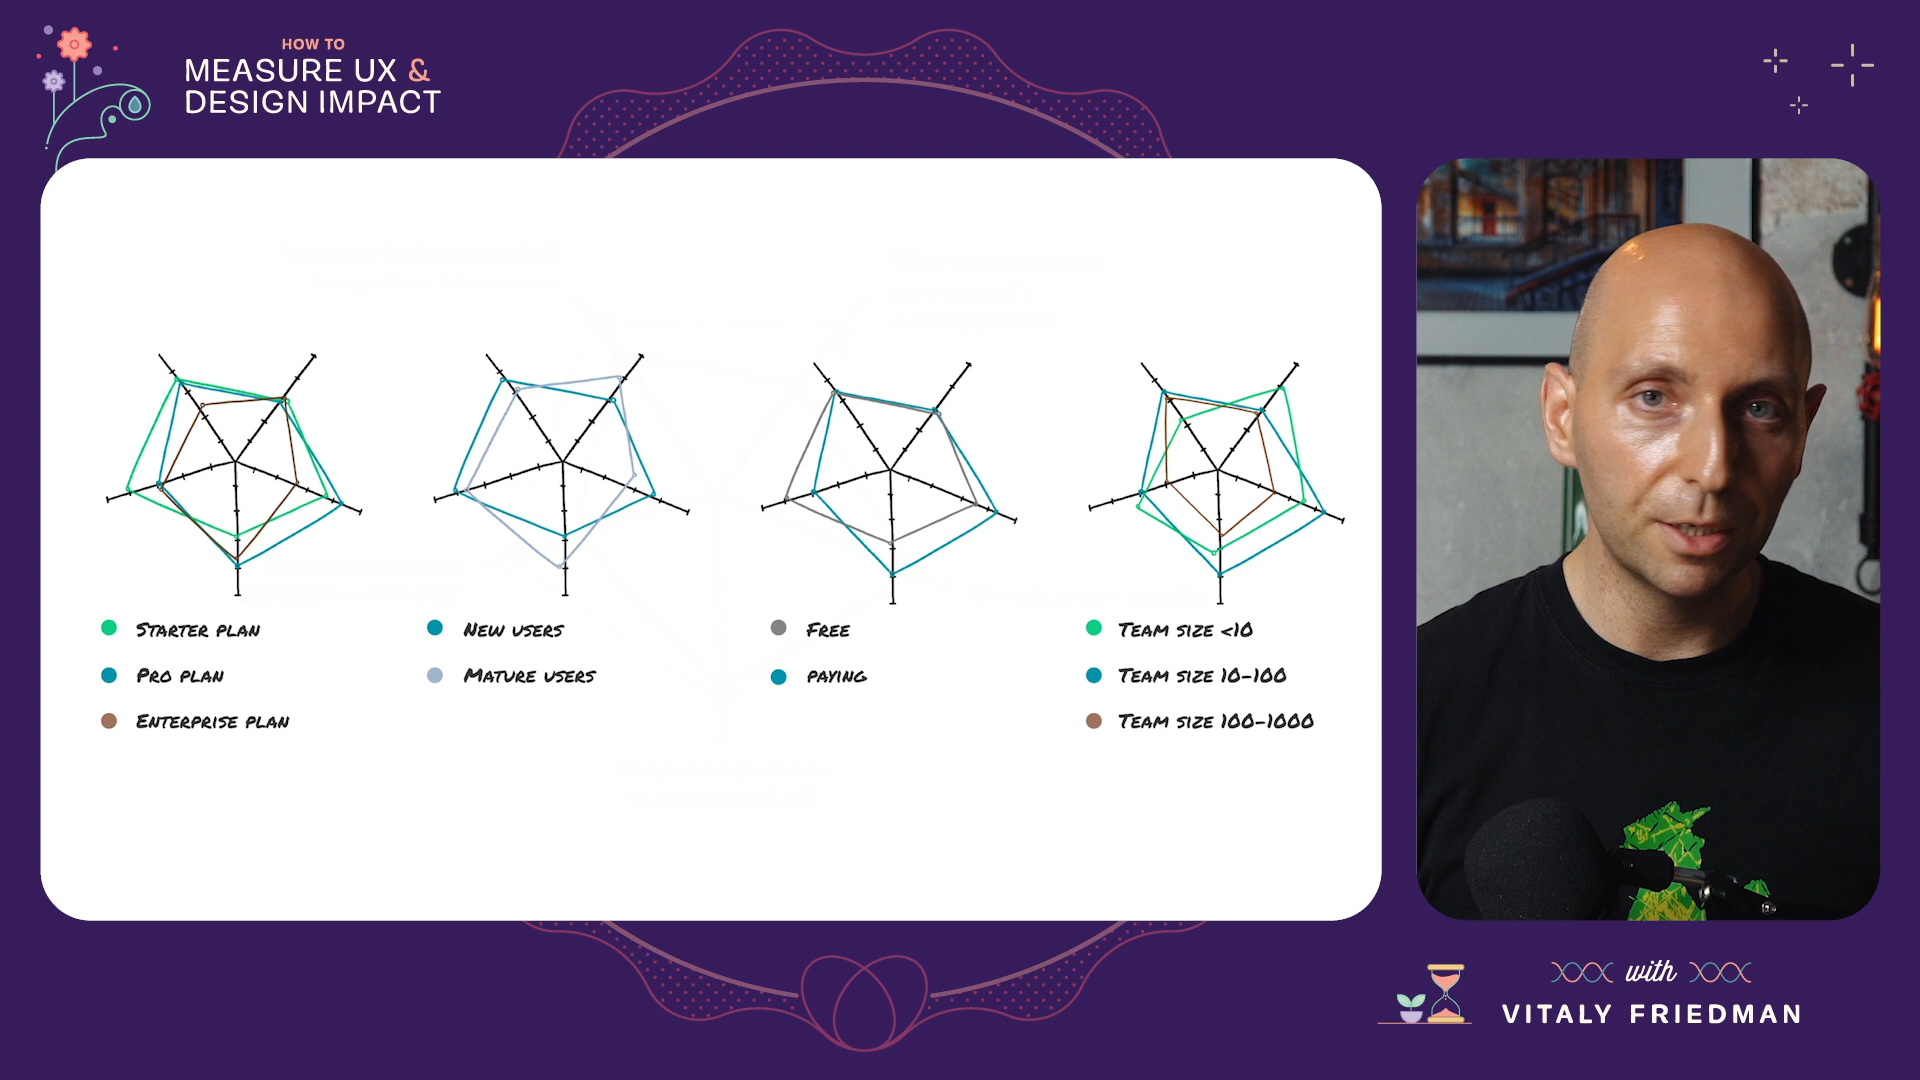 HOW TO
MEASURE UX &
DESIGN IMPACT
STARTER PLAN
PRO PLAN
ENTERPRISE PLAN
NEW USERS
MATURE USERS
FREE
PAYING
TEAM SIZE <10
TEAM SIZE 10-100
TEAM SIZE 100-1000
with
VITALY FRIEDMAN